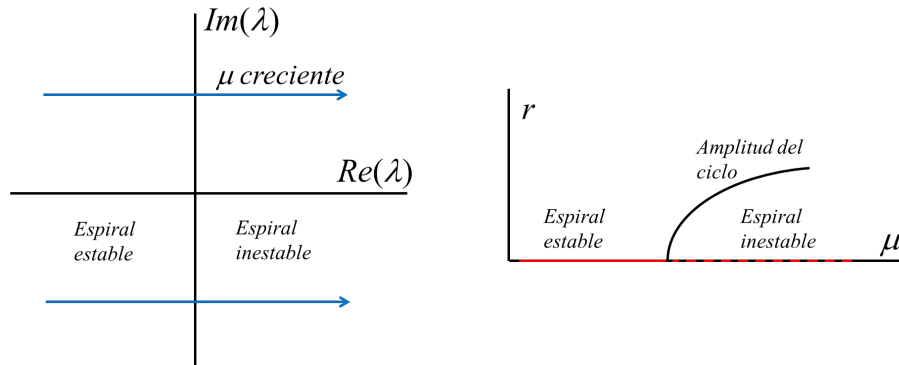 Im(λ)
μ creciente
Re(λ)
Espiral
estable
Espiral
inestable
r
Amplitud del
ciclo
Espiral
estable
Espiral
inestable
μ